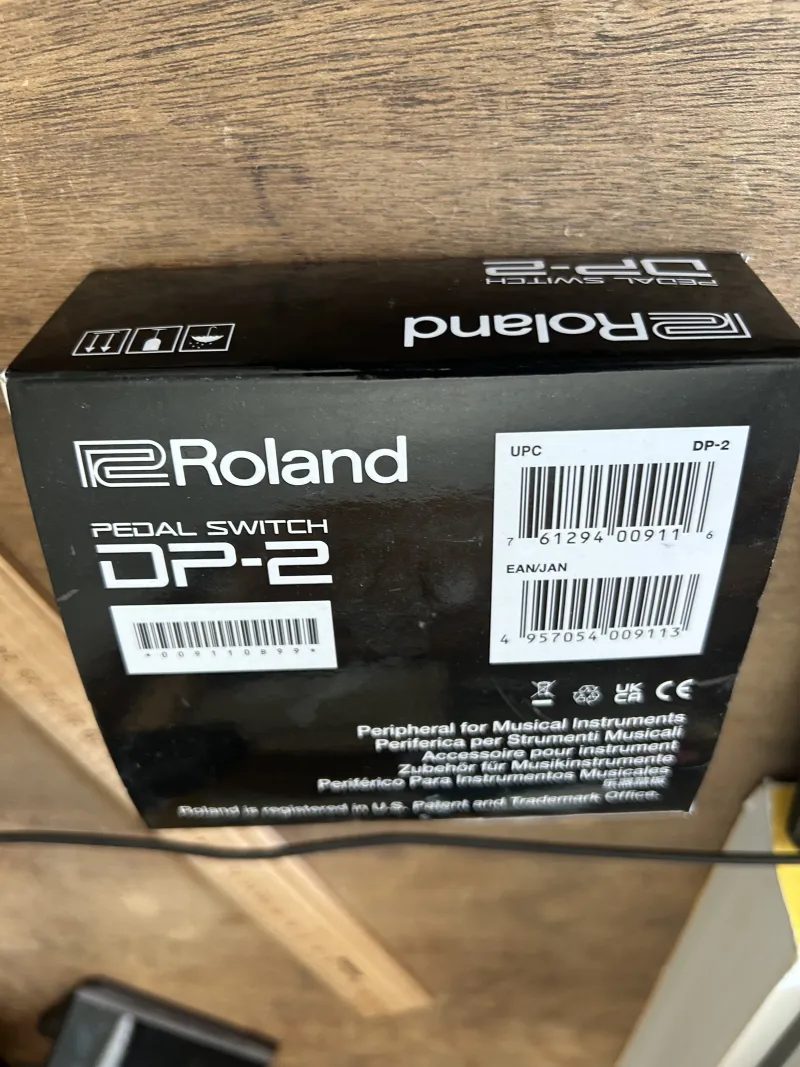 PEDAL SWITCH
DP-2
Roland
Roland
PEDAL SWITCH
DP-2
*009110899*
UPC DP-2
7 61294 00911 6
EAN/JAN
4 957054 009113
UK
CA
CE
Peripheral for Musical Instruments
Periferica per Strumenti Musicali
Accessoire pour instrument
Zubehör für Musikinstrumente
Periférico Para Instrumentos Musicales
Roland is registered in U.S. Patent and Trademark Office.